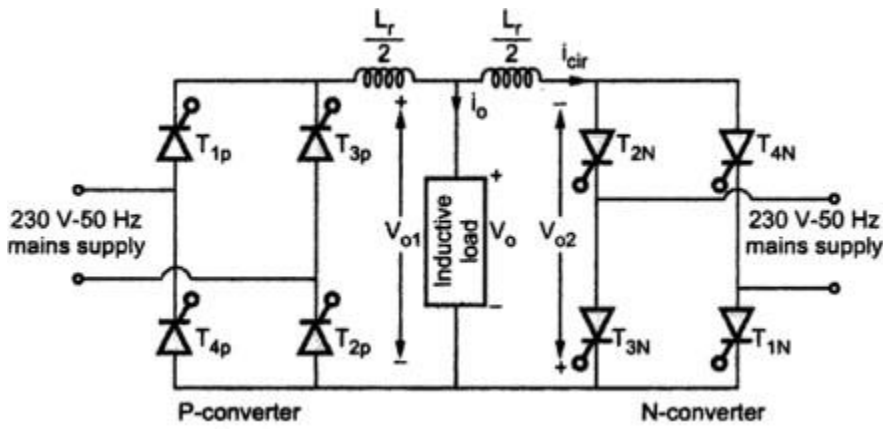 L_r/2
L_r/2
i_cir
+
i_o
−
T_1p
T_3p
T_2N
T_4N
230 V-50 Hz
mains supply
V_o1
Inductive
load
+
V_o
−
V_o2
230 V-50 Hz
mains supply
T_4p
T_2p
T_3N
T_1N
−
+
P-converter
N-converter